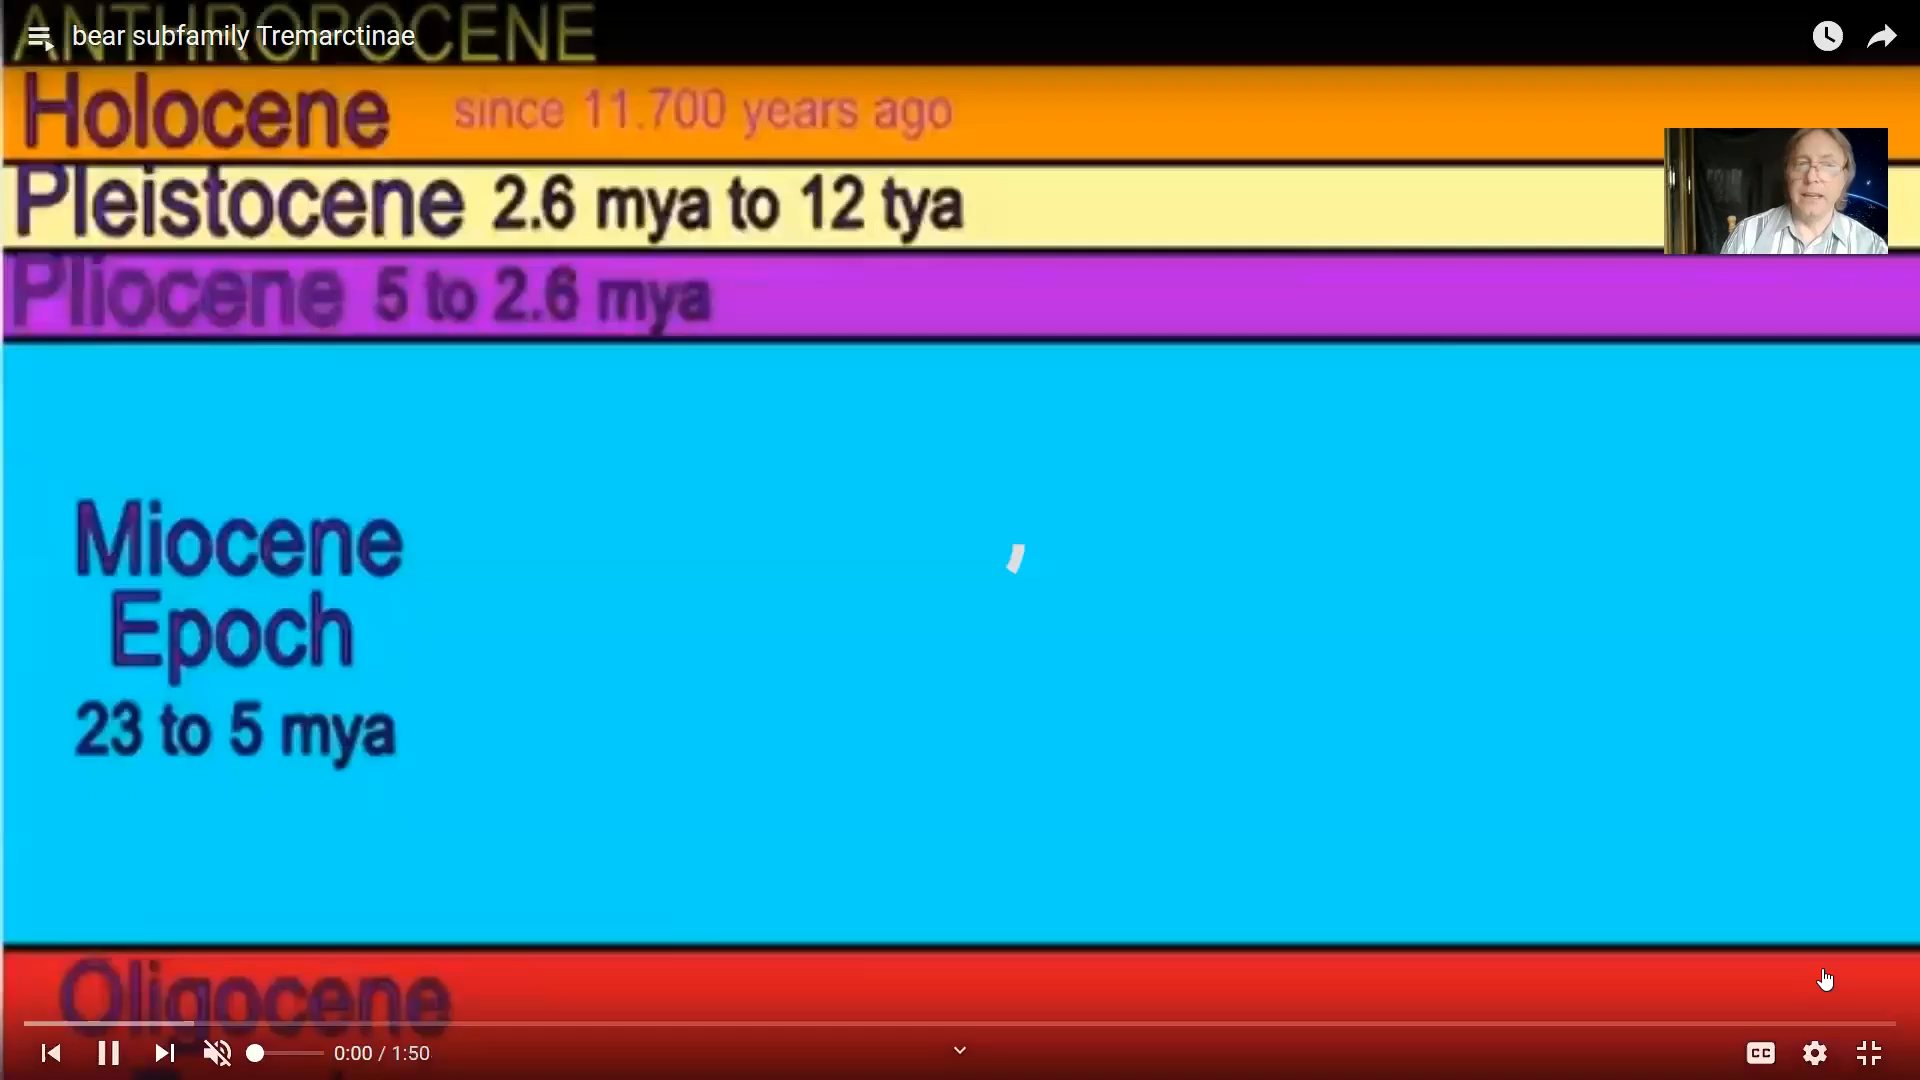 ANTHROPOCENE
bear subfamily Tremarctinae
Holocene since 11.700 years ago
Pleistocene 2.6 mya to 12 tya
Pliocene 5 to 2.6 mya
Miocene
Epoch
23 to 5 mya
Oligocene
0:00 / 1:50
CC